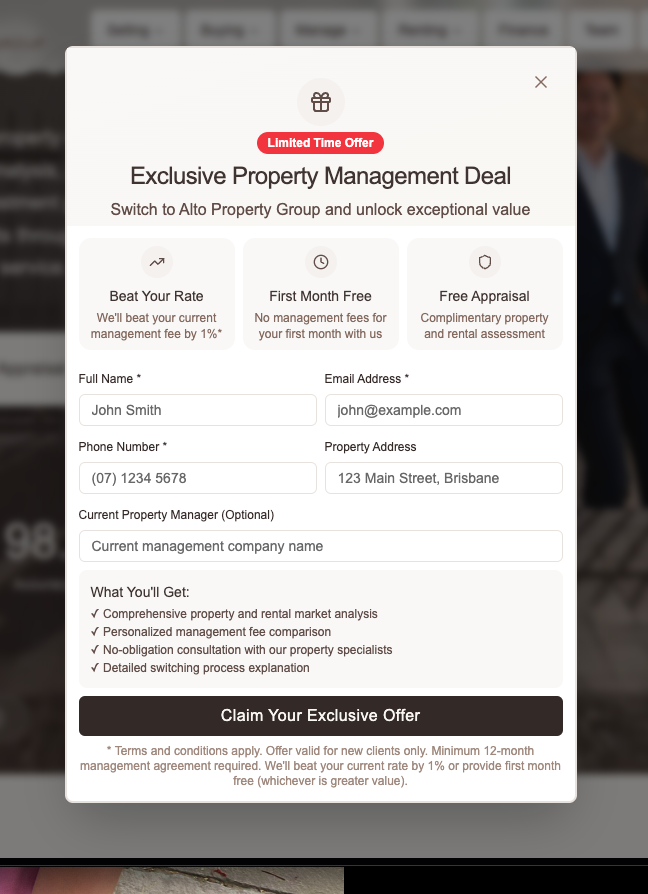 Selling
Buying
Manage
Renting
Finance
Team
Limited Time Offer
Exclusive Property Management Deal
Switch to Alto Property Group and unlock exceptional value
Beat Your Rate
First Month Free
Free Appraisal
We'll beat your current
management fee by 1%*
No management fees for
your first month with us
Complimentary property
and rental assessment
Full Name *
Email Address *
John Smith
john@example.com
Phone Number *
Property Address
(07) 1234 5678
123 Main Street, Brisbane
Current Property Manager (Optional)
Current management company name
98.
What You'll Get:
✓ Comprehensive property and rental market analysis
✓ Personalized management fee comparison
✓ No-obligation consultation with our property specialists
✓ Detailed switching process explanation
Claim Your Exclusive Offer
* Terms and conditions apply. Offer valid for new clients only. Minimum 12-month
management agreement required. We'll beat your current rate by 1% or provide first month
free (whichever is greater value).